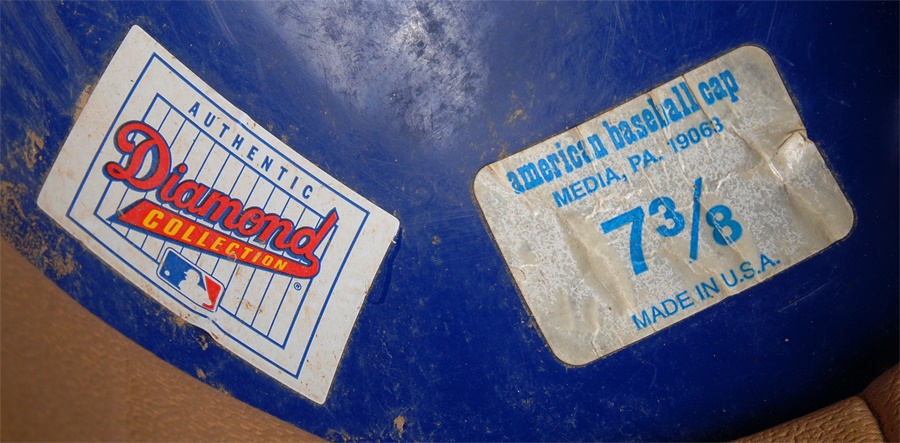 AUTHENTIC
Diamond
COLLECTION
®
american baseball cap
MEDIA, PA. 19063
7 3/8
MADE IN U.S.A.